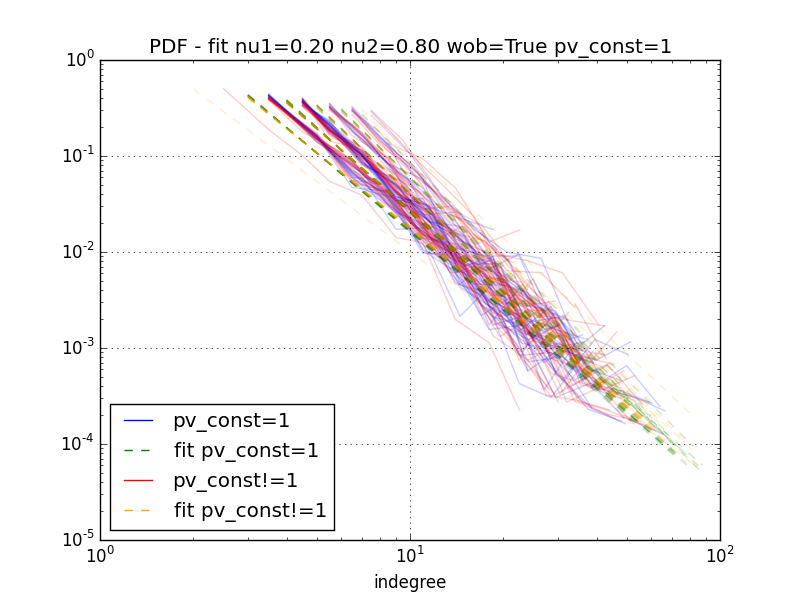 PDF - fit nu1=0.20 nu2=0.80 wob=True pv_const=1
10^0
10^-1
10^-2
10^-3
10^-4
10^-5
pv_const=1
fit pv_const=1
pv_const!=1
fit pv_const!=1
10^0 10^1 10^2
indegree